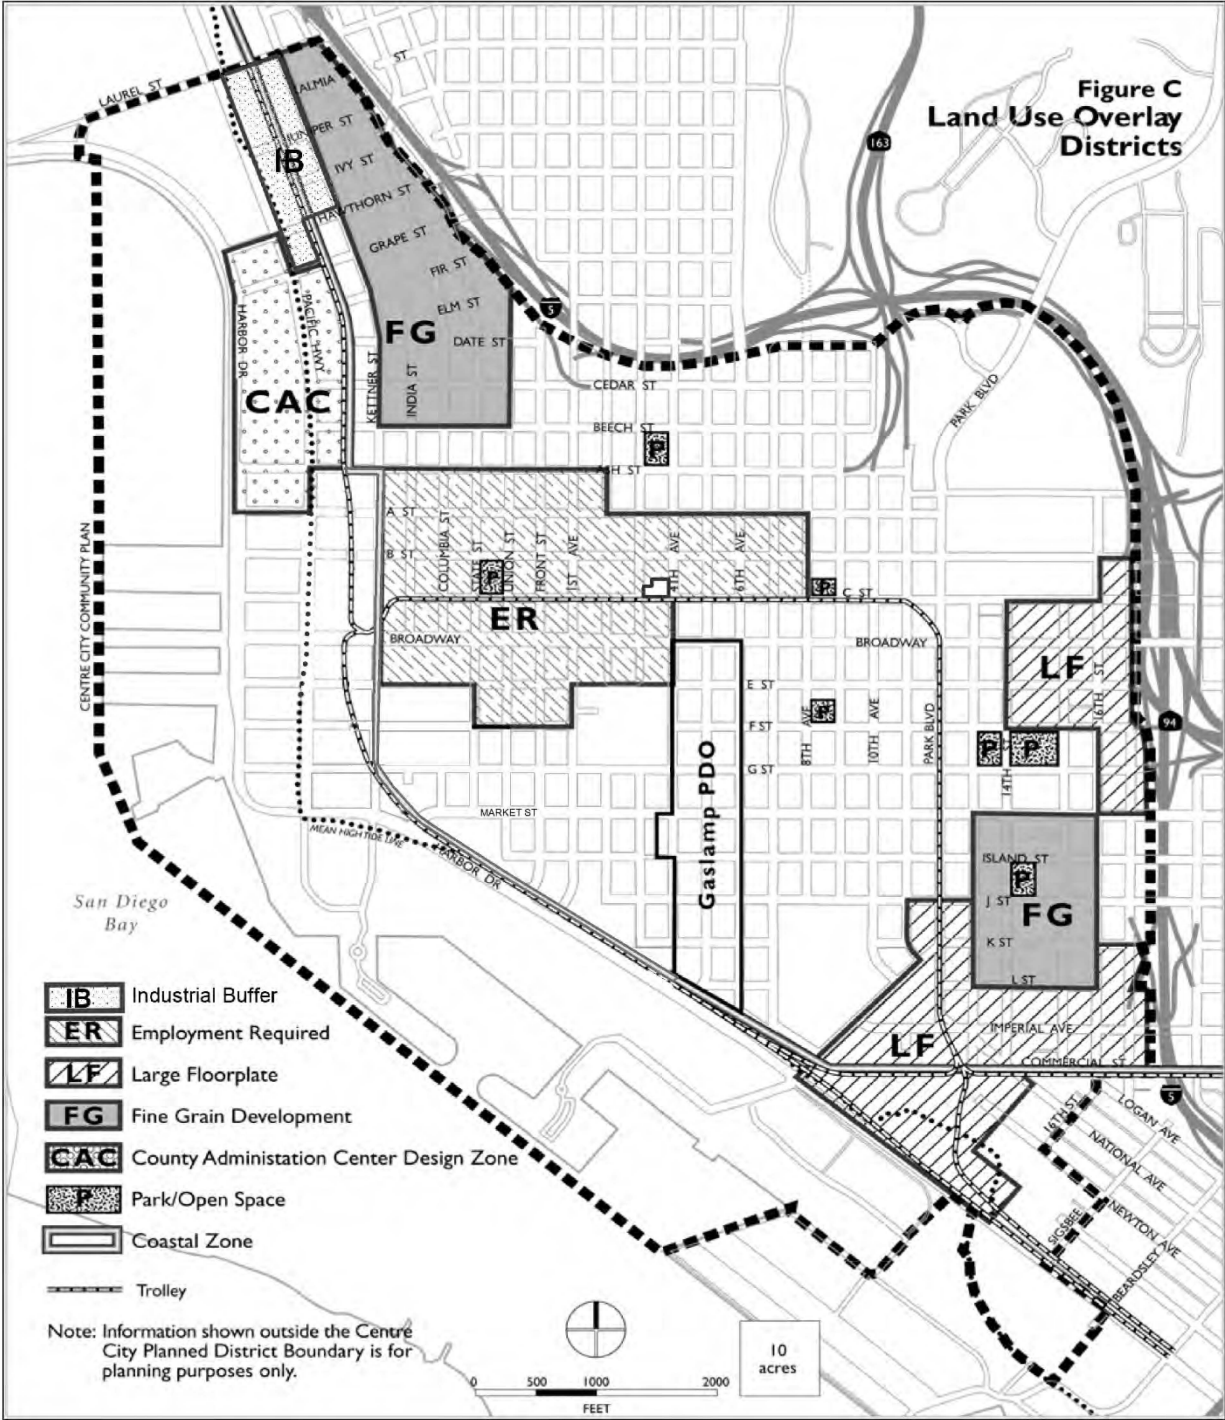 Figure C
Land Use Overlay
Districts
LAUREL ST
ST
163
JUNIPER ST
IB
IVY ST
HAWTHORN ST
GRAPE ST
FIR ST
ELM ST
DATE ST
FG
5
HARBOR DR
PACIFIC HWY
CAC
KETTNER ST
INDIA ST
CEDAR ST
BEECH ST
P
ASH ST
PARK BLVD
CENTRE CITY COMMUNITY PLAN
A ST
B ST
COLUMBIA ST
STATE ST
UNION ST
FRONT ST
1ST AVE
4TH AVE
6TH AVE
P
P
C ST
ER
BROADWAY
BROADWAY
LF
16TH ST
E ST
F ST
G ST
8TH AVE
P
10TH AVE
PARK BLVD
94
P
P
14TH ST
Gaslamp PDO
MARKET ST
MEAN HIGH TIDE LINE
HARBOR DR
ISLAND ST
P
J ST
FG
K ST
L ST
San Diego
Bay
LF
IMPERIAL AVE
COMMERCIAL ST
5
16TH ST
LOGAN AVE
NATIONAL AVE
SIGSBEE
NEWTON AVE
BEARDSLEY
IB Industrial Buffer
ER Employment Required
LF Large Floorplate
FG Fine Grain Development
CAC County Administation Center Design Zone
P Park/Open Space
Coastal Zone
Trolley
Note: Information shown outside the Centre
City Planned District Boundary is for
planning purposes only.
0 500 1000 2000
FEET
10
acres